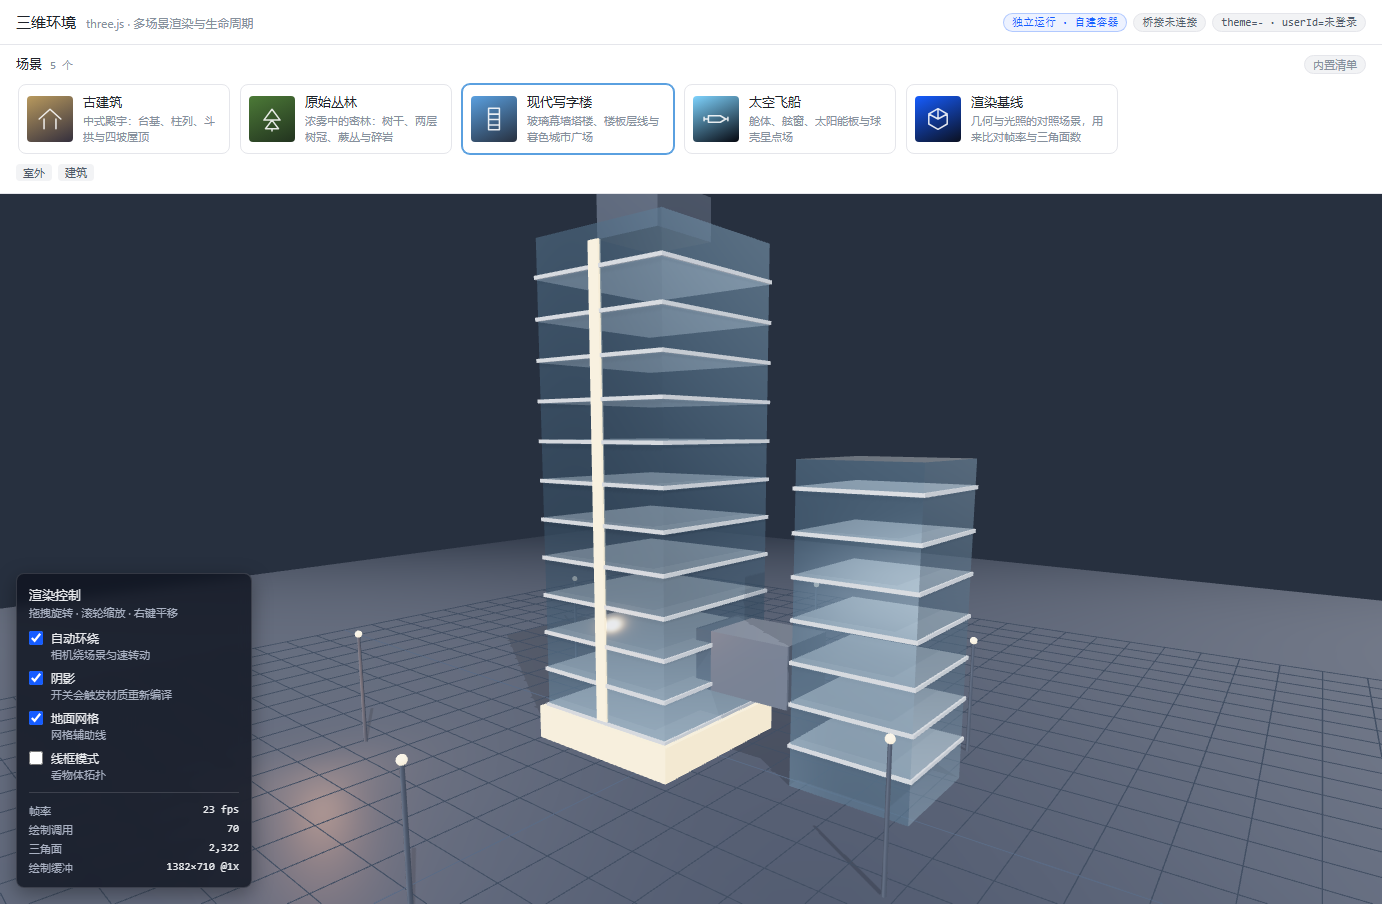 三维环境 three.js · 多场景渲染与生命周期
独立运行 · 自建容器 桥接未连接 theme=- · userId=未登录
场景 5 个
内置清单
古建筑
中式殿宇：台基、柱列、斗
拱与四坡屋顶
原始丛林
浓雾中的密林：树干、两层
树冠、蕨丛与碎岩
现代写字楼
玻璃幕墙塔楼、楼板层线与
暮色城市广场
太空飞船
舱体、舷窗、太阳能板与球
壳星点场
渲染基线
几何与光照的对照场景，用
来比对帧率与三角面数
室外 建筑
渲染控制
拖拽旋转 · 滚轮缩放 · 右键平移
自动环绕
相机绕场景匀速转动
阴影
开关会触发材质重新编译
地面网格
网格辅助线
线框模式
看物体拓扑
帧率 23 fps
绘制调用 70
三角面 2,322
绘制缓冲 1382×710 @1x